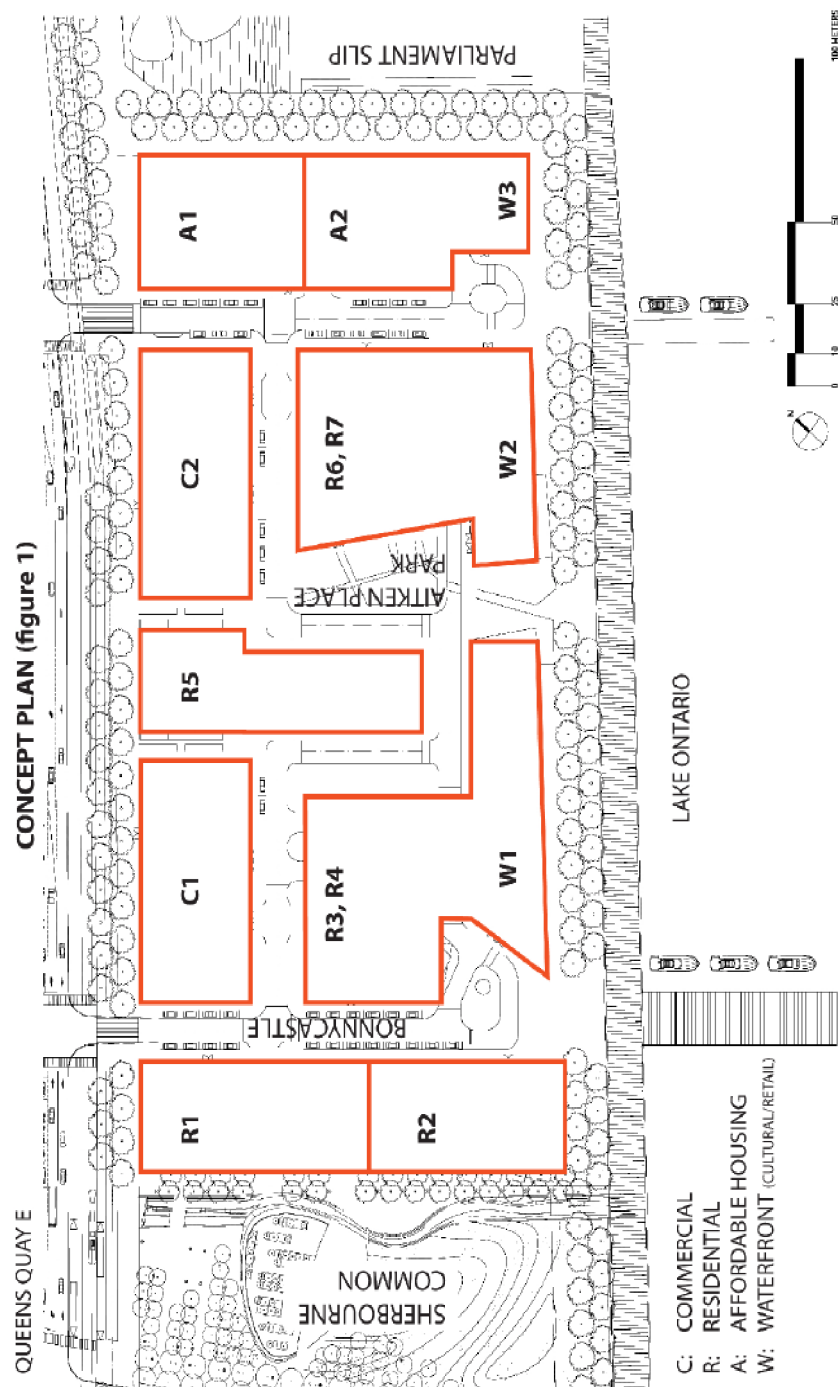 CONCEPT PLAN (figure 1)
QUEENS QUAY E
SHERBOURNE
COMMON
R1
R2
BONNYCASTLE
C1
R3, R4
W1
R5
AITKEN PLACE
PARK
C2
R6, R7
W2
A1
A2
W3
PARLIAMENT SLIP
LAKE ONTARIO
C: COMMERCIAL
R: RESIDENTIAL
A: AFFORDABLE HOUSING
W: WATERFRONT (CULTURAL/RETAIL)
N
0 10 25 50 100 METERS